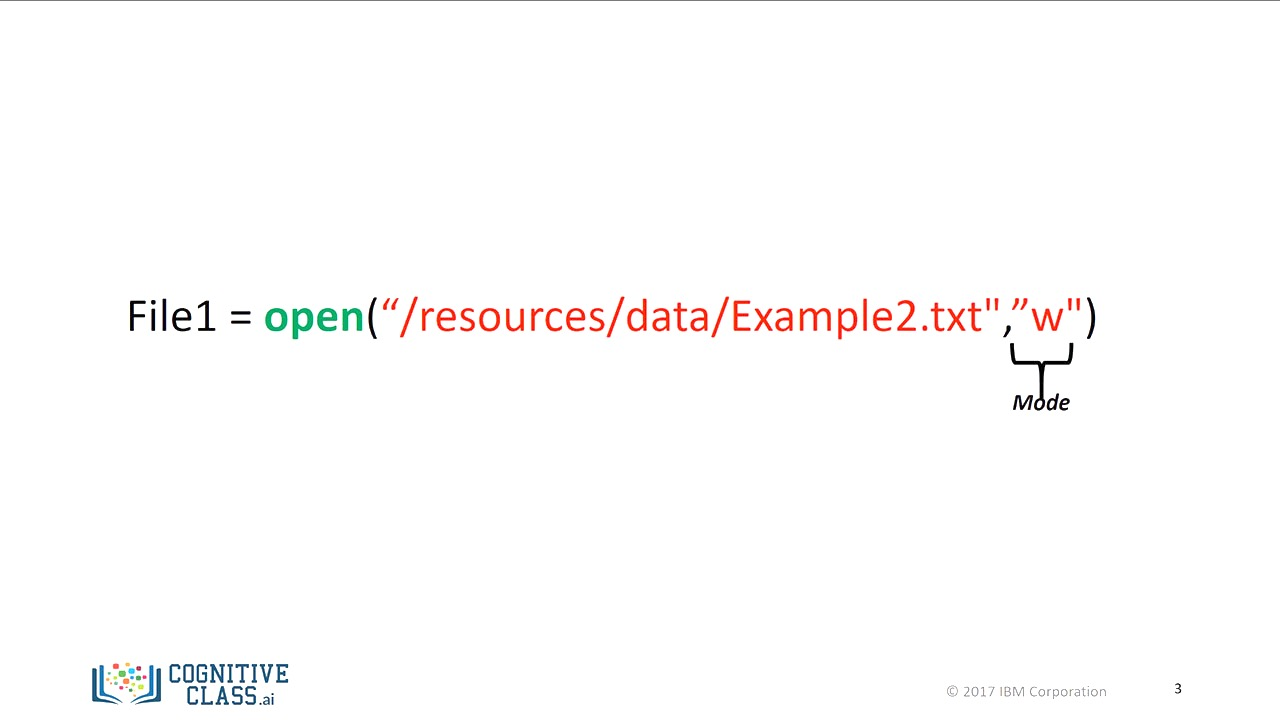 File1 = open(“/resources/data/Example2.txt",”w")
Mode
COGNITIVE
CLASS.ai
© 2017 IBM Corporation
3